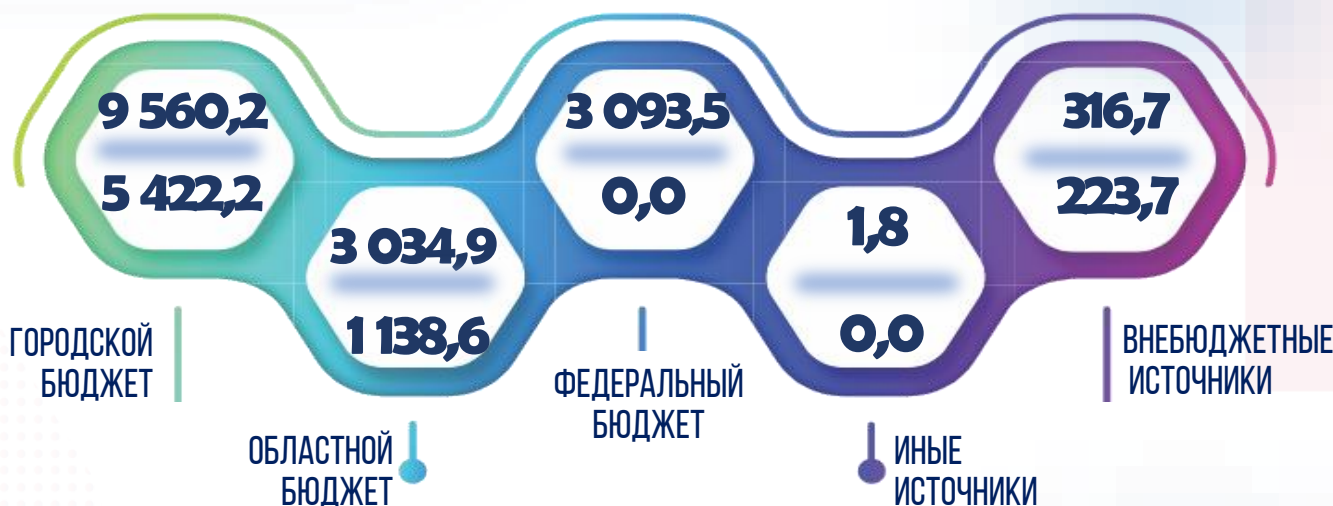 9 560,2
5 422,2
3 034,9
1 138,6
3 093,5
0,0
1,8
0,0
316,7
223,7
ГОРОДСКОЙ
БЮДЖЕТ
ОБЛАСТНОЙ
БЮДЖЕТ
ФЕДЕРАЛЬНЫЙ
БЮДЖЕТ
ИНЫЕ
ИСТОЧНИКИ
ВНЕБЮДЖЕТНЫЕ
ИСТОЧНИКИ